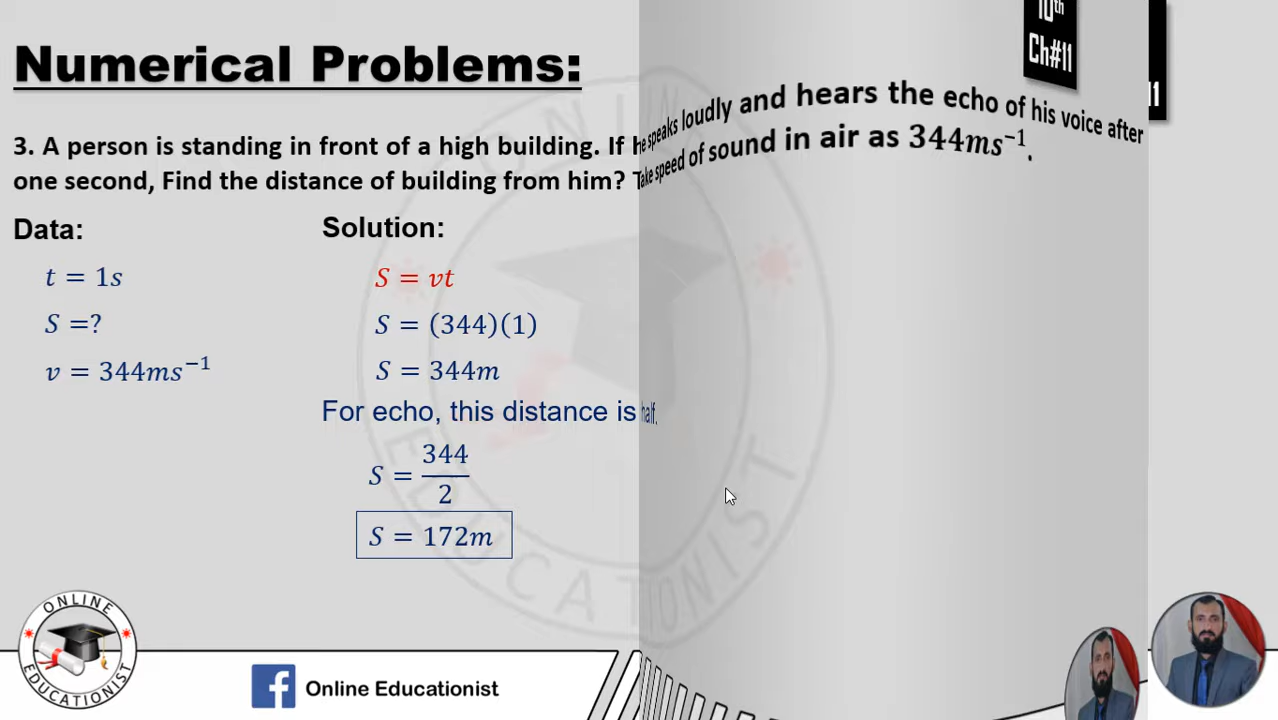 Numerical Problems:
10th
Ch#11
3. A person is standing in front of a high building. If he speaks loudly and hears the echo of his voice after
one second, Find the distance of building from him? Take speed of sound in air as 344ms⁻¹.
Data:
Solution:
t = 1s
S =?
v = 344ms⁻¹
S = vt
S = (344)(1)
S = 344m
For echo, this distance is half.
S = 344/2
S = 172m
ONLINE
EDUCATIONIST
ONLINE
EDUCATIONIST
Online Educationist